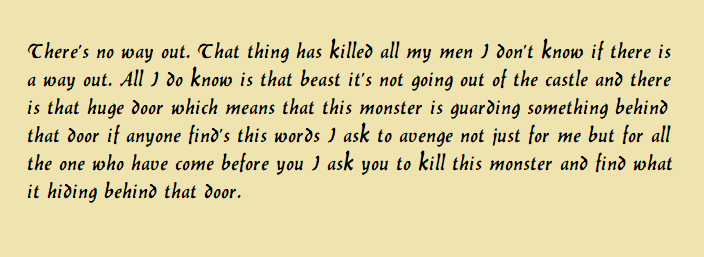 There's no way out. That thing has killed all my men I don't know if there is
a way out. All I do know is that beast it's not going out of the castle and there
is that huge door which means that this monster is guarding something behind
that door if anyone find's this words I ask to avenge not just for me but for all
the one who have come before you I ask you to kill this monster and find what
it hiding behind that door.